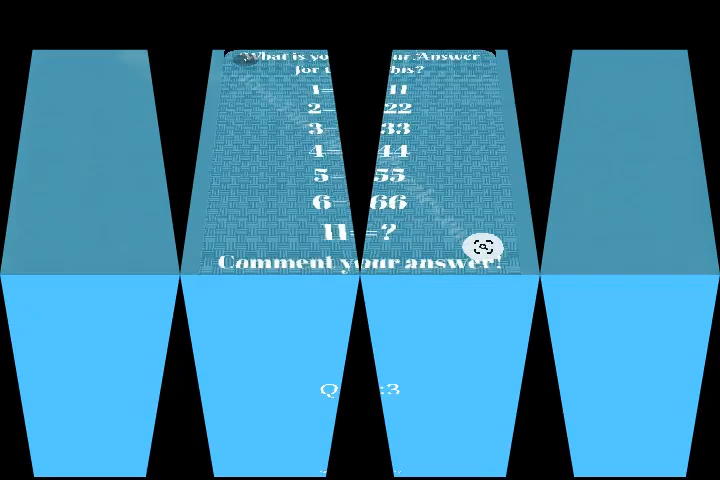 What is yo ur Answer
for t his?
1= 11
2= 22
3= 33
4= 44
5= 55
6= 66
11==?
Comment your answer!
Q :3